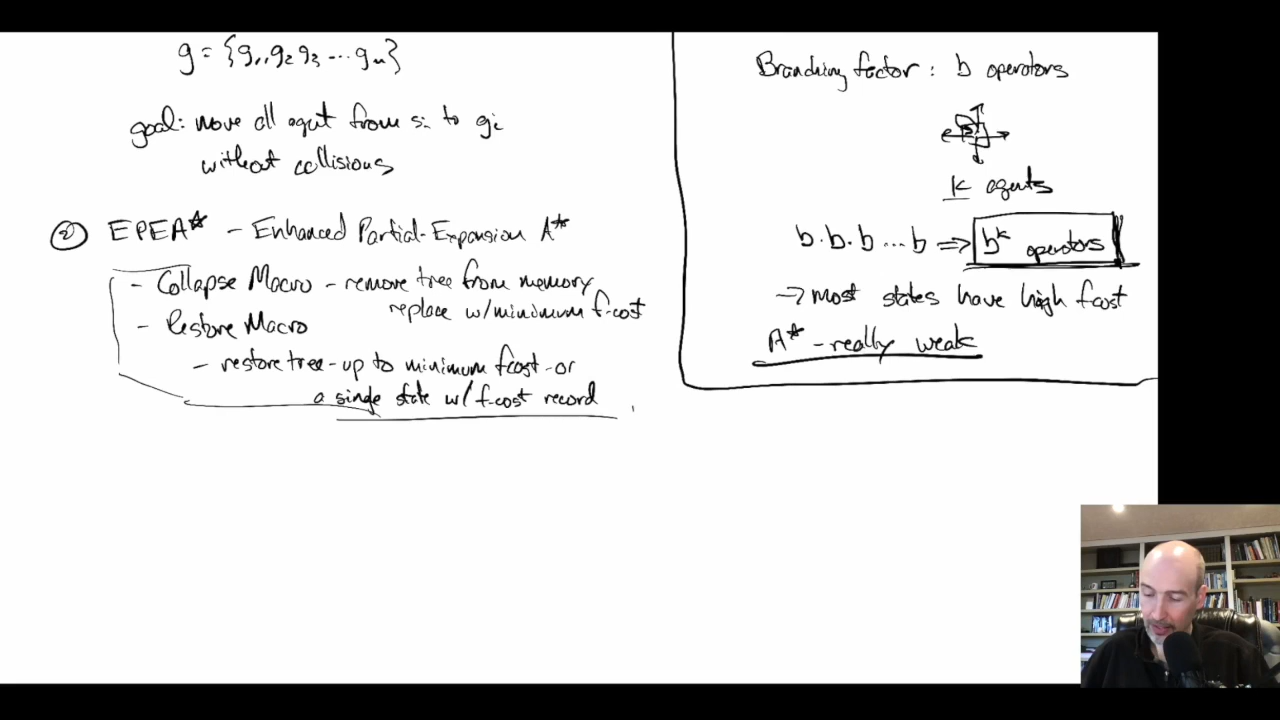 g = {g1, g2 g3 ... gn}
goal: move all agent from si to gi
without collisions
② EPEA* - Enhanced Partial-Expansion A*
- Collapse Macro - remove tree from memory
replace w/minimum f-cost
- Restore Macro
- restore tree - up to minimum fcost - or
a single state w/ f-cost record
Branching factor: b operators
k agents
b·b·b ... b ⇒ b^k operators
→ most states have high fcost
A* - really weak